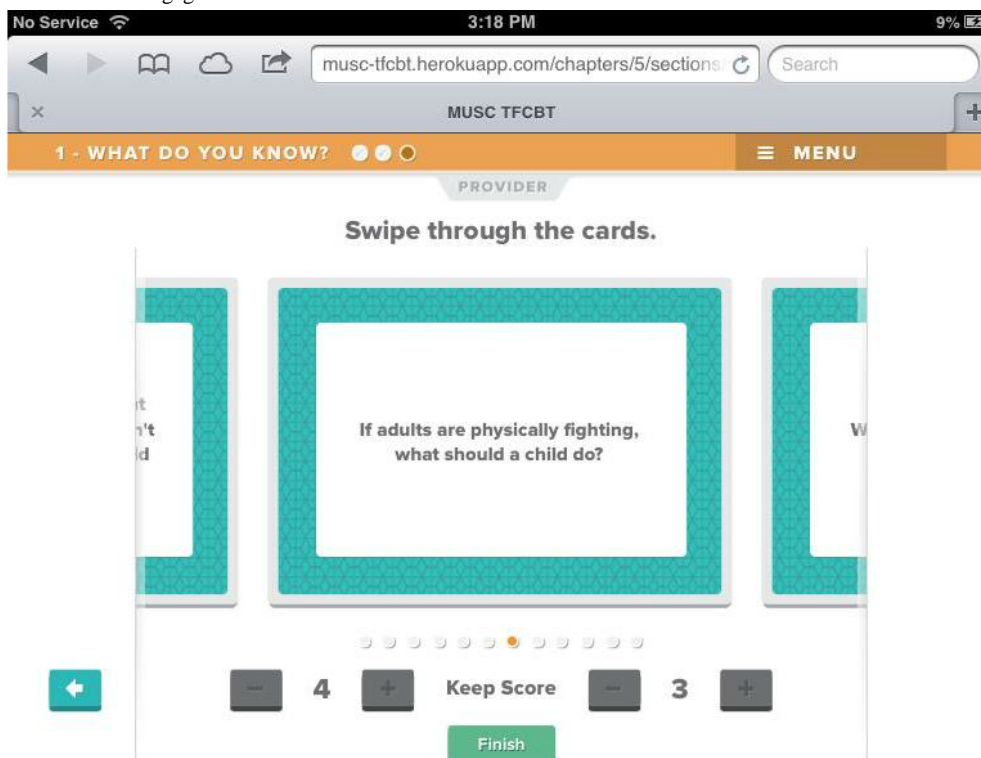 No Service 3:18 PM 9%
musc-tfcbt.herokuapp.com/chapters/5/sections/ Search
MUSC TFCBT
1 - WHAT DO YOU KNOW? MENU
PROVIDER
Swipe through the cards.
n't
If adults are physically fighting,
what should a child do?
W
4 Keep Score 3
Finish